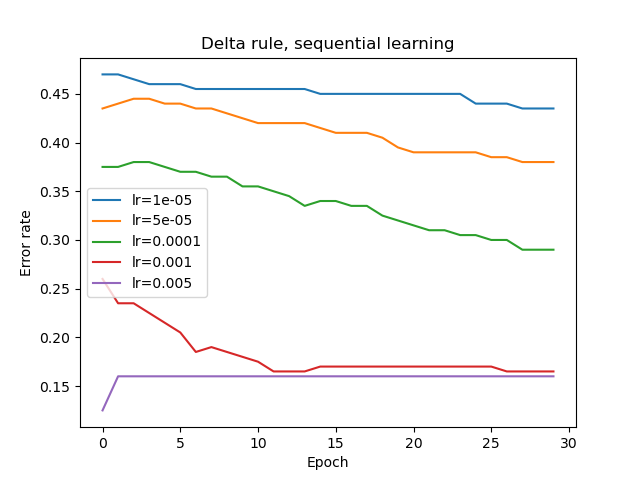 Delta rule, sequential learning
Error rate
0.45
0.40
0.35
0.30
0.25
0.20
0.15
lr=1e-05
lr=5e-05
lr=0.0001
lr=0.001
lr=0.005
0 5 10 15 20 25 30
Epoch